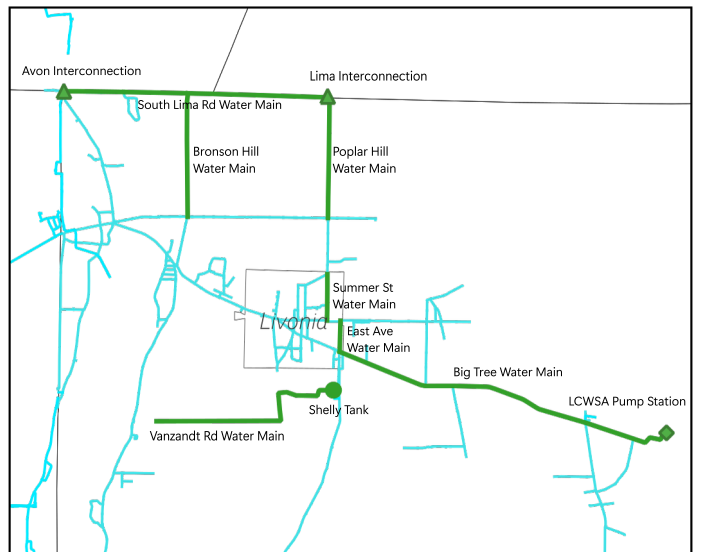 Avon Interconnection
Lima Interconnection
South Lima Rd Water Main
Bronson Hill
Water Main
Poplar Hill
Water Main
Summer St
Water Main
Livonia
East Ave
Water Main
Big Tree Water Main
LCWSA Pump Station
Shelly Tank
Vanzandt Rd Water Main